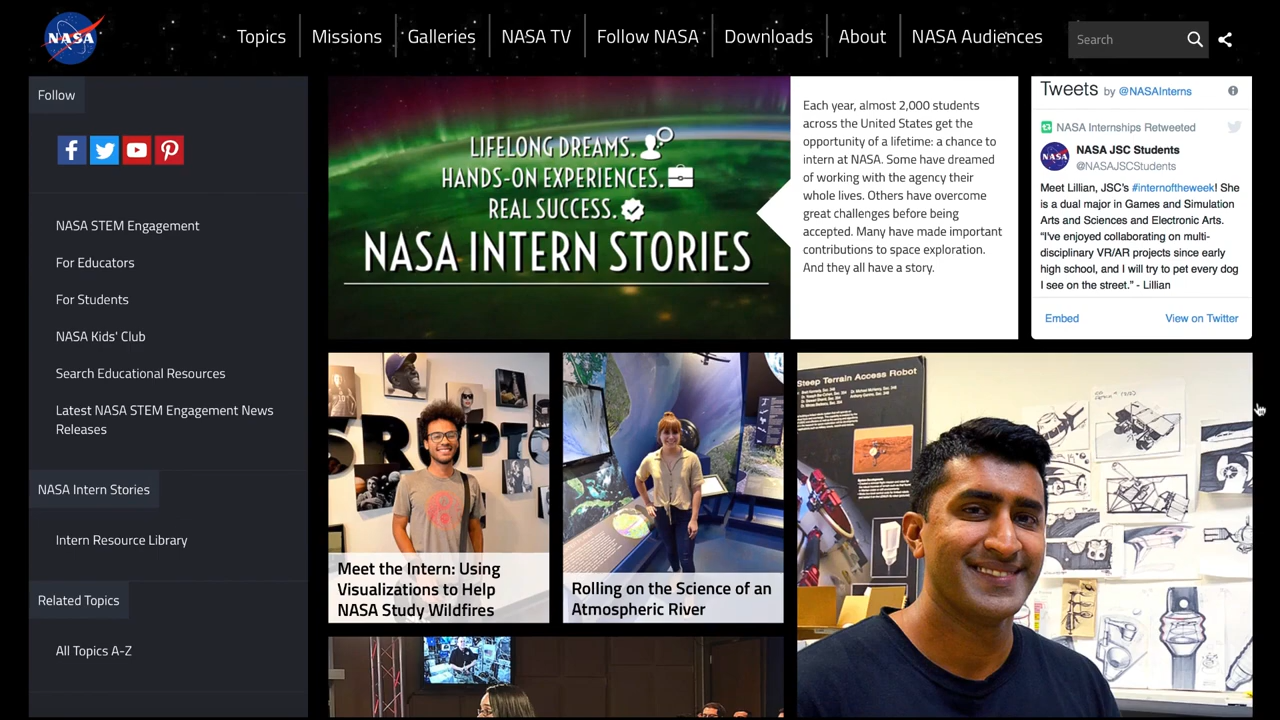 NASA
Topics
Missions
Galleries
NASA TV
Follow NASA
Downloads
About
NASA Audiences
Search
Follow
NASA STEM Engagement
For Educators
For Students
NASA Kids' Club
Search Educational Resources
Latest NASA STEM Engagement News
Releases
NASA Intern Stories
Intern Resource Library
Related Topics
All Topics A-Z
LIFELONG DREAMS.
HANDS-ON EXPERIENCES.
REAL SUCCESS.
NASA INTERN STORIES
Each year, almost 2,000 students
across the United States get the
opportunity of a lifetime: a chance to
intern at NASA. Some have dreamed
of working with the agency their
whole lives. Others have overcome
great challenges before being
accepted. Many have made important
contributions to space exploration.
And they all have a story.
Tweets by @NASAInterns
NASA Internships Retweeted
NASA JSC Students
@NASAJSCStudents
Meet Lillian, JSC's #internoftheweek! She
is a dual major in Games and Simulation
Arts and Sciences and Electronic Arts.
“I've enjoyed collaborating on multi-
disciplinary VR/AR projects since early
high school, and I will try to pet every dog
I see on the street.” - Lillian
Embed
View on Twitter
Meet the Intern: Using
Visualizations to Help
NASA Study Wildfires
Rolling on the Science of an
Atmospheric River
Steep Terrain Access Robot